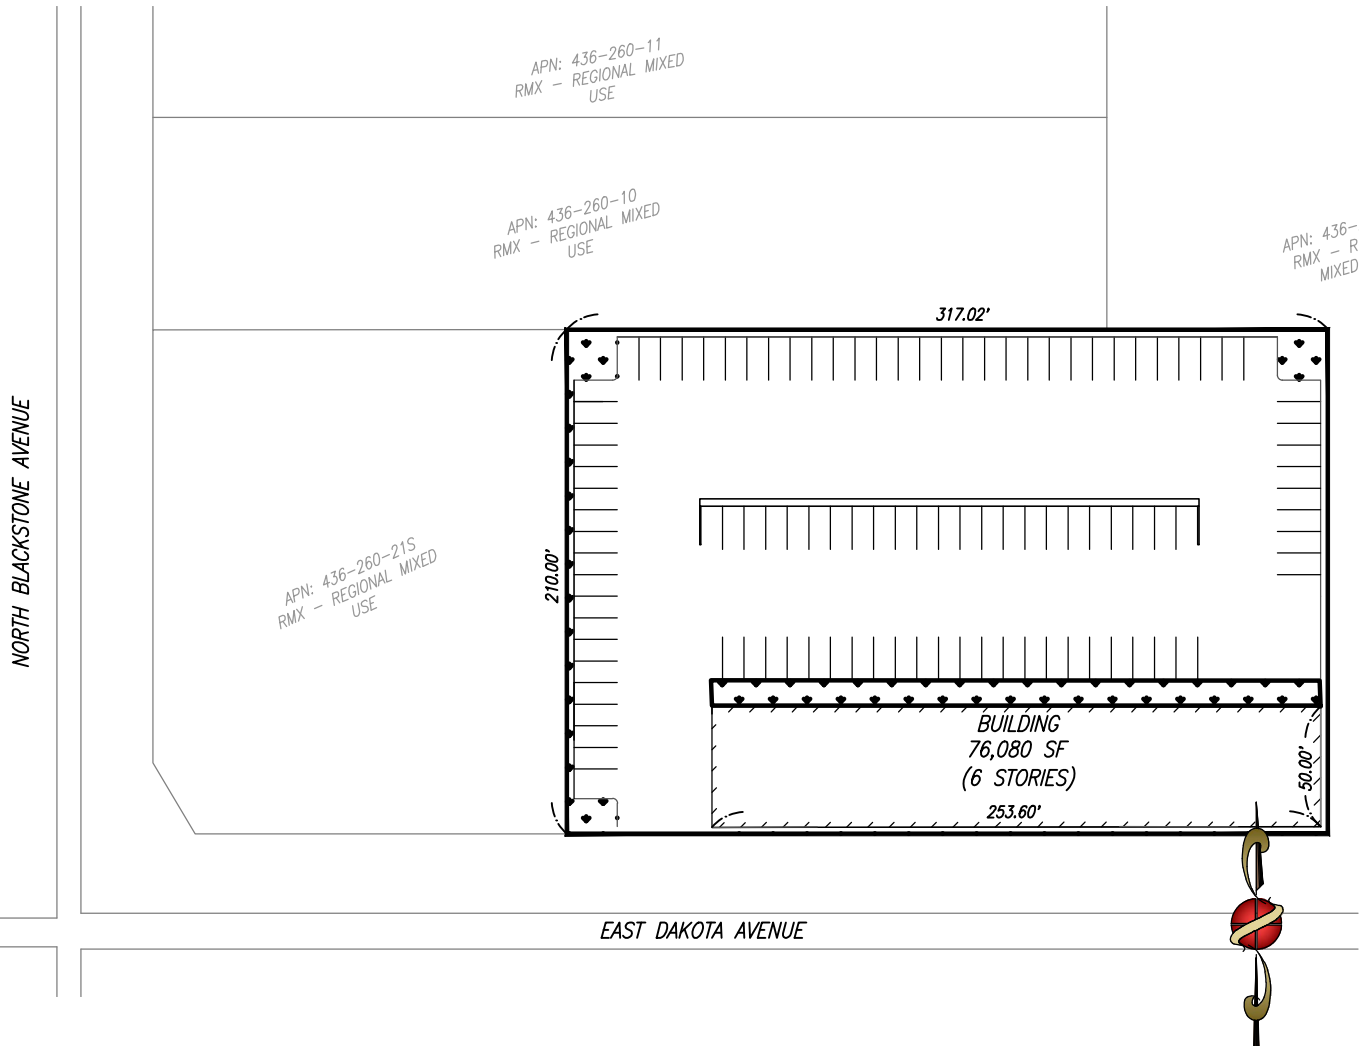 APN: 436-260-11
RMX - REGIONAL MIXED
USE
APN: 436-260-10
RMX - REGIONAL MIXED
USE
APN: 436-
RMX - R
MIXED
317.02'
NORTH BLACKSTONE AVENUE
APN: 436-260-21S
RMX - REGIONAL MIXED
USE
210.00'
BUILDING
76,080 SF
(6 STORIES)
50.00'
253.60'
EAST DAKOTA AVENUE